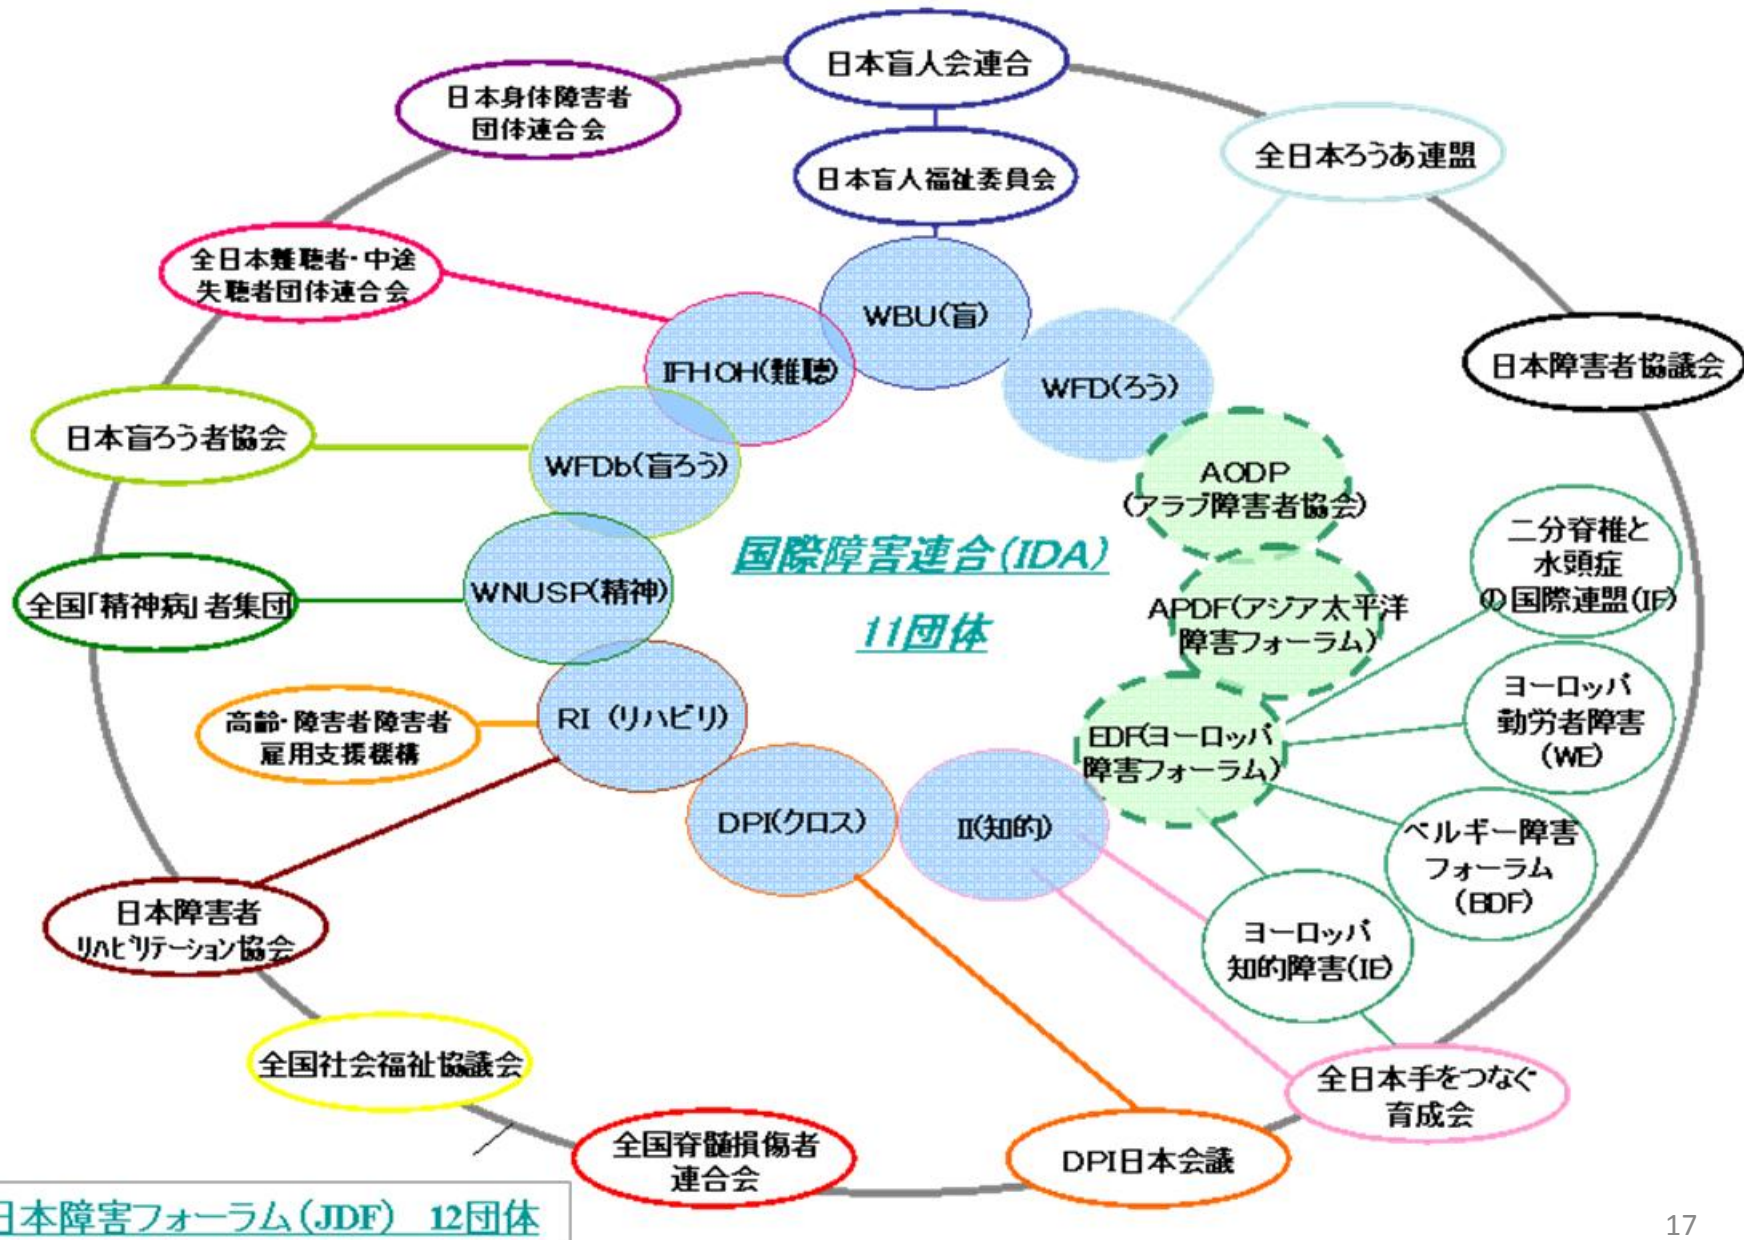 日本盲人会連合
日本身体障害者
団体連合会
全日本ろうあ連盟
日本盲人福祉委員会
全日本難聴者・中途
失聴者団体連合会
WBU(盲)
IFHOH(難聴)
WFD(ろう)
日本障害者協議会
日本盲ろう者協会
WFDb(盲ろう)
AODP
(アラブ障害者協会)
二分脊椎と
水頭症
の国際連盟(IF)
国際障害連合(IDA)
11団体
全国「精神病」者集団
WNUSP(精神)
APDF(アジア太平洋
障害フォーラム)
ヨーロッパ
勤労者障害
(WE)
高齢・障害者障害者
雇用支援機構
RI (リハビリ)
EDF(ヨーロッパ
障害フォーラム)
DPI(クロス)
II(知的)
ベルギー障害
フォーラム
(BDF)
日本障害者
リハビリテーション協会
ヨーロッパ
知的障害(IE)
全国社会福祉協議会
全日本手をつなぐ
育成会
全国脊髄損傷者
連合会
DPI日本会議
日本障害フォーラム(JDF) 12団体
17